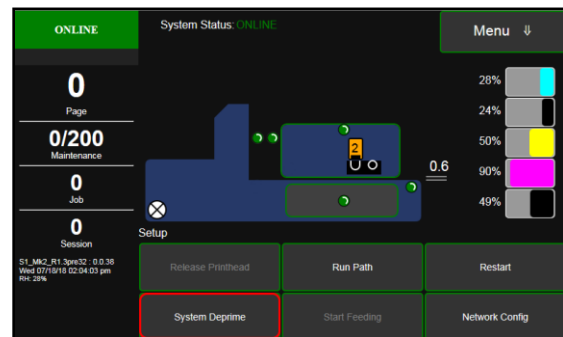 ONLINE
System Status: ONLINE
Menu
0
Page
0/200
Maintenance
0
Job
0
Session
S1_Mk2_R1.3pre32 : 0.0.38
Wed 07/18/18 02:04:03 pm
RH: 28%
2
0.6
28%
24%
50%
90%
49%
Setup
Release Printhead
Run Path
Restart
System Deprime
Start Feeding
Network Config